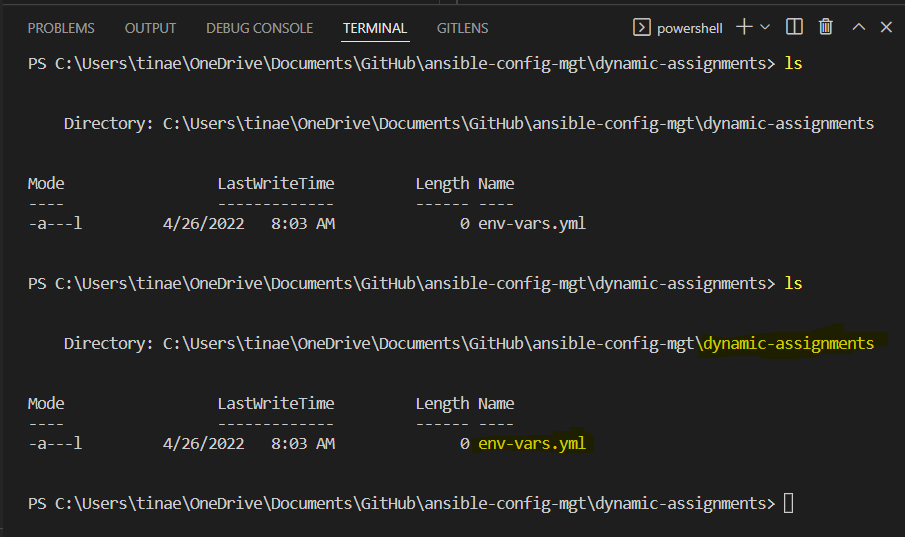 PROBLEMS OUTPUT DEBUG CONSOLE TERMINAL GITLENS powershell
PS C:\Users\tinae\OneDrive\Documents\GitHub\ansible-config-mgt\dynamic-assignments> ls
Directory: C:\Users\tinae\OneDrive\Documents\GitHub\ansible-config-mgt\dynamic-assignments
Mode LastWriteTime Length Name
---- ------------- ------ ----
-a---l 4/26/2022 8:03 AM 0 env-vars.yml
PS C:\Users\tinae\OneDrive\Documents\GitHub\ansible-config-mgt\dynamic-assignments> ls
Directory: C:\Users\tinae\OneDrive\Documents\GitHub\ansible-config-mgt\dynamic-assignments
Mode LastWriteTime Length Name
---- ------------- ------ ----
-a---l 4/26/2022 8:03 AM 0 env-vars.yml
PS C:\Users\tinae\OneDrive\Documents\GitHub\ansible-config-mgt\dynamic-assignments>